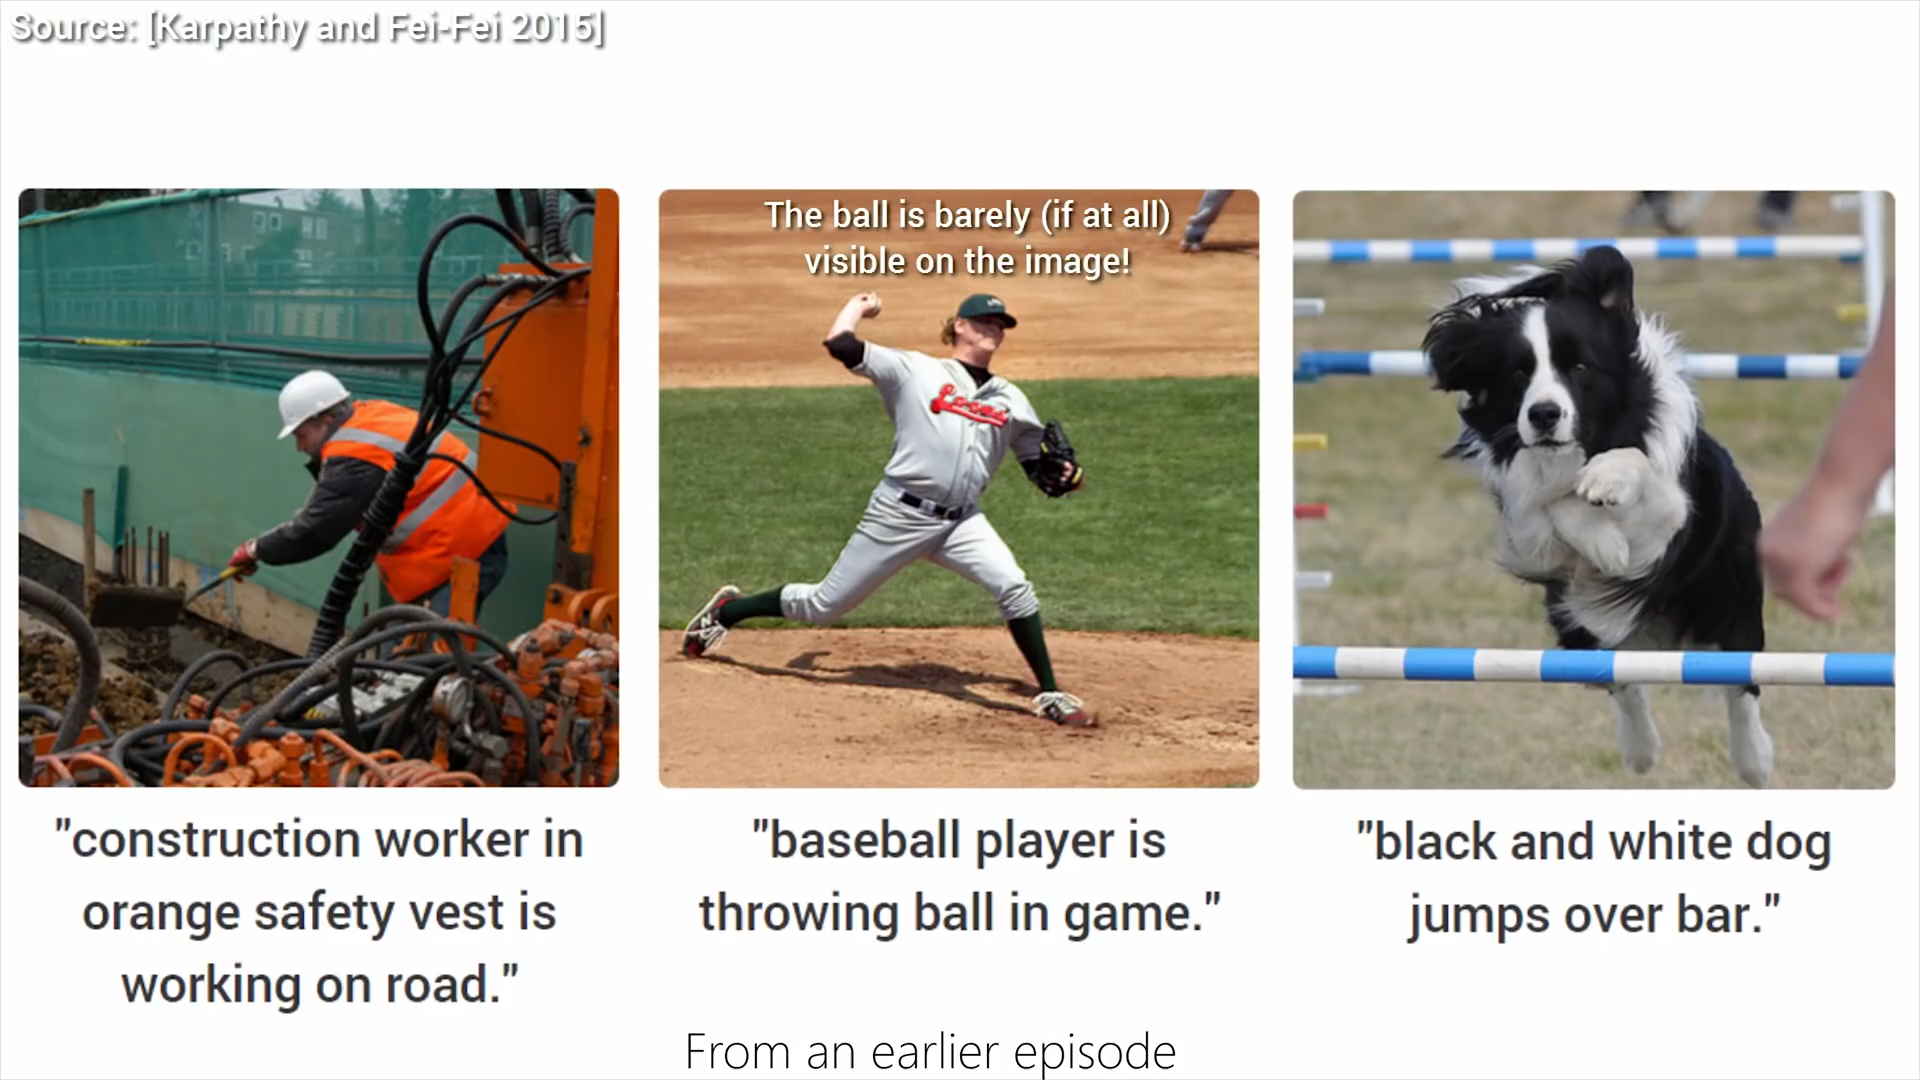 Source: [Karpathy and Fei-Fei 2015]
The ball is barely (if at all)
visible on the image!
"construction worker in
orange safety vest is
working on road."
"baseball player is
throwing ball in game."
"black and white dog
jumps over bar."
From an earlier episode